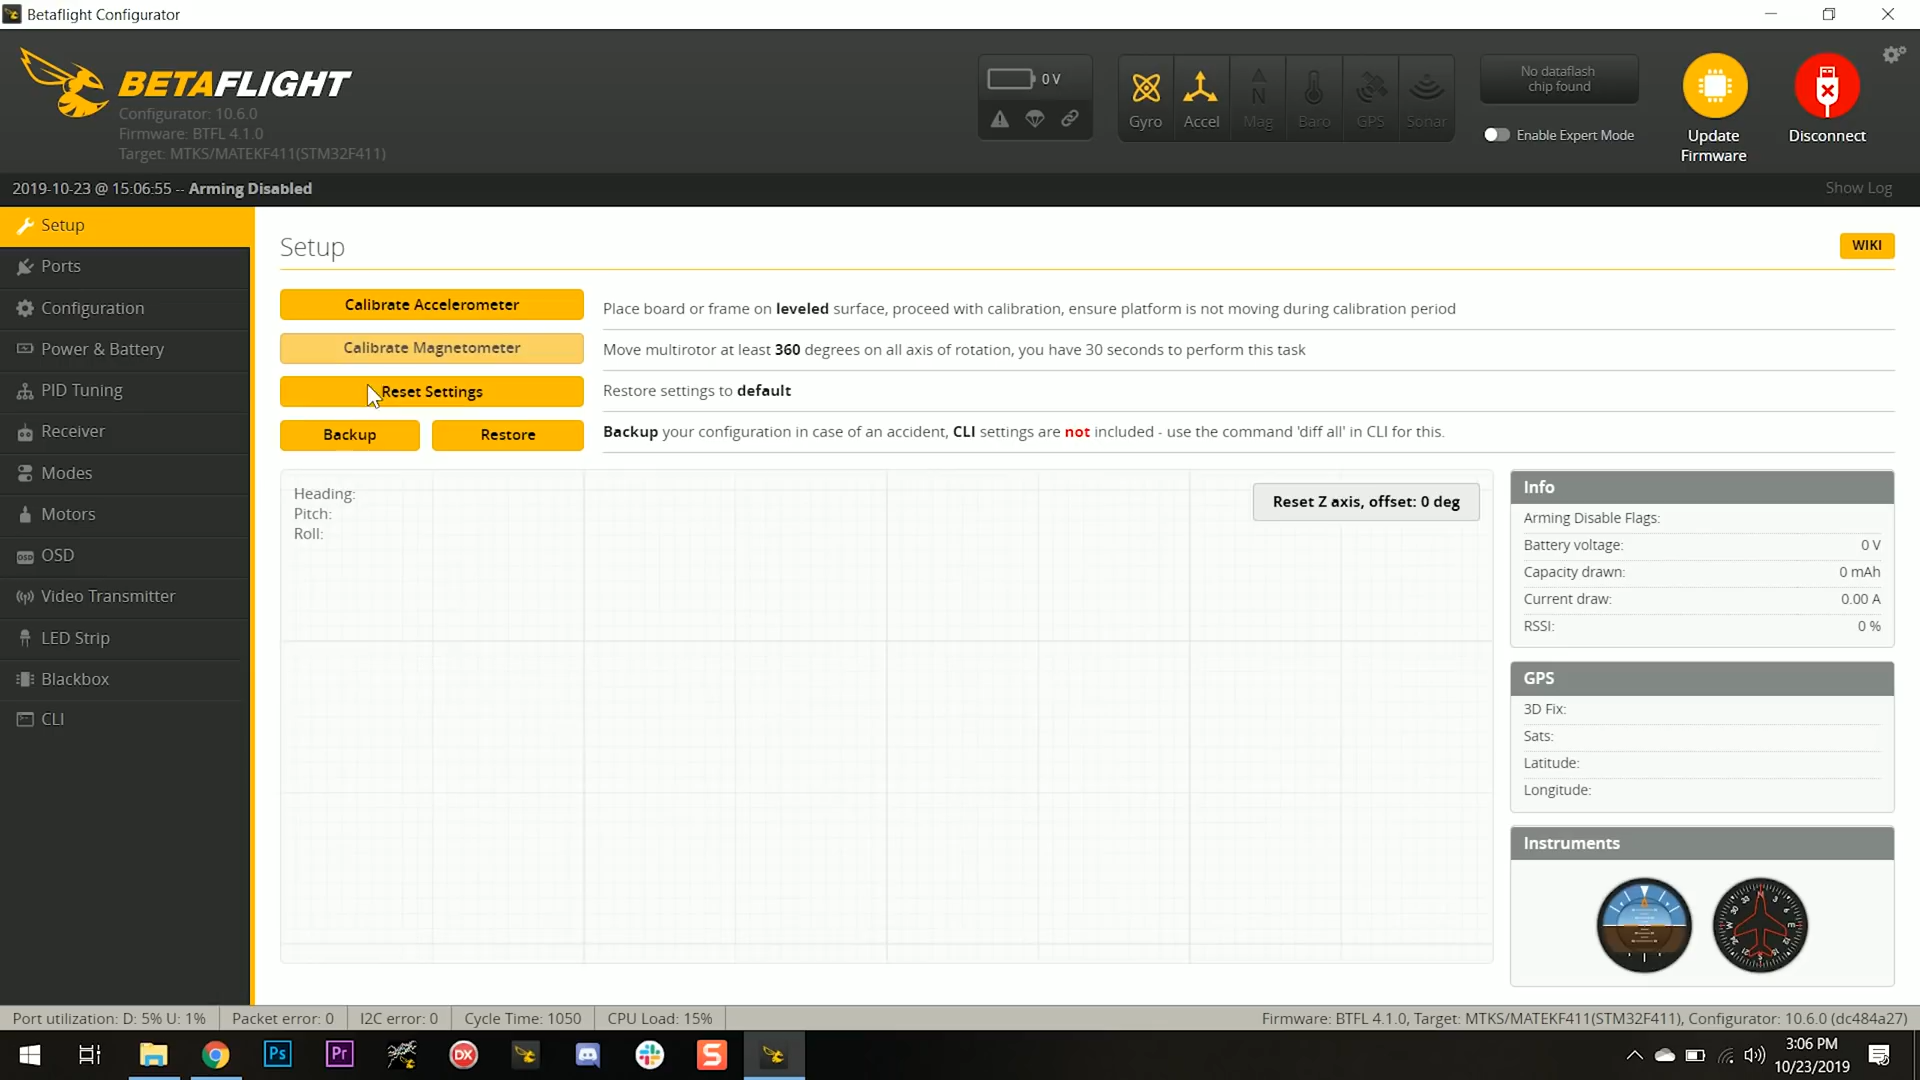 Betaflight Configurator
BETAFLIGHT
Configurator: 10.6.0
Firmware: BTFL 4.1.0
Target: MTKS/MATEKF411(STM32F411)
0 V
Gyro Accel Mag Baro GPS Sonar
No dataflash
chip found
Enable Expert Mode
Update
Firmware
Disconnect
2019-10-23 @ 15:06:55 -- Arming Disabled
Show Log
Setup
Ports
Configuration
Power & Battery
PID Tuning
Receiver
Modes
Motors
OSD
Video Transmitter
LED Strip
Blackbox
CLI
Setup
WIKI
Calibrate Accelerometer
Place board or frame on leveled surface, proceed with calibration, ensure platform is not moving during calibration period
Calibrate Magnetometer
Move multirotor at least 360 degrees on all axis of rotation, you have 30 seconds to perform this task
Reset Settings
Restore settings to default
Backup Restore
Backup your configuration in case of an accident, CLI settings are not included - use the command 'diff all' in CLI for this.
Heading:
Pitch:
Roll:
Reset Z axis, offset: 0 deg
Info
Arming Disable Flags:
Battery voltage: 0 V
Capacity drawn: 0 mAh
Current draw: 0.00 A
RSSI: 0 %
GPS
3D Fix:
Sats:
Latitude:
Longitude:
Instruments
Port utilization: D: 5% U: 1% Packet error: 0 I2C error: 0 Cycle Time: 1050 CPU Load: 15% Firmware: BTFL 4.1.0, Target: MTKS/MATEKF411(STM32F411), Configurator: 10.6.0 (dc484a27)
Ps Pr DX S
3:06 PM
10/23/2019